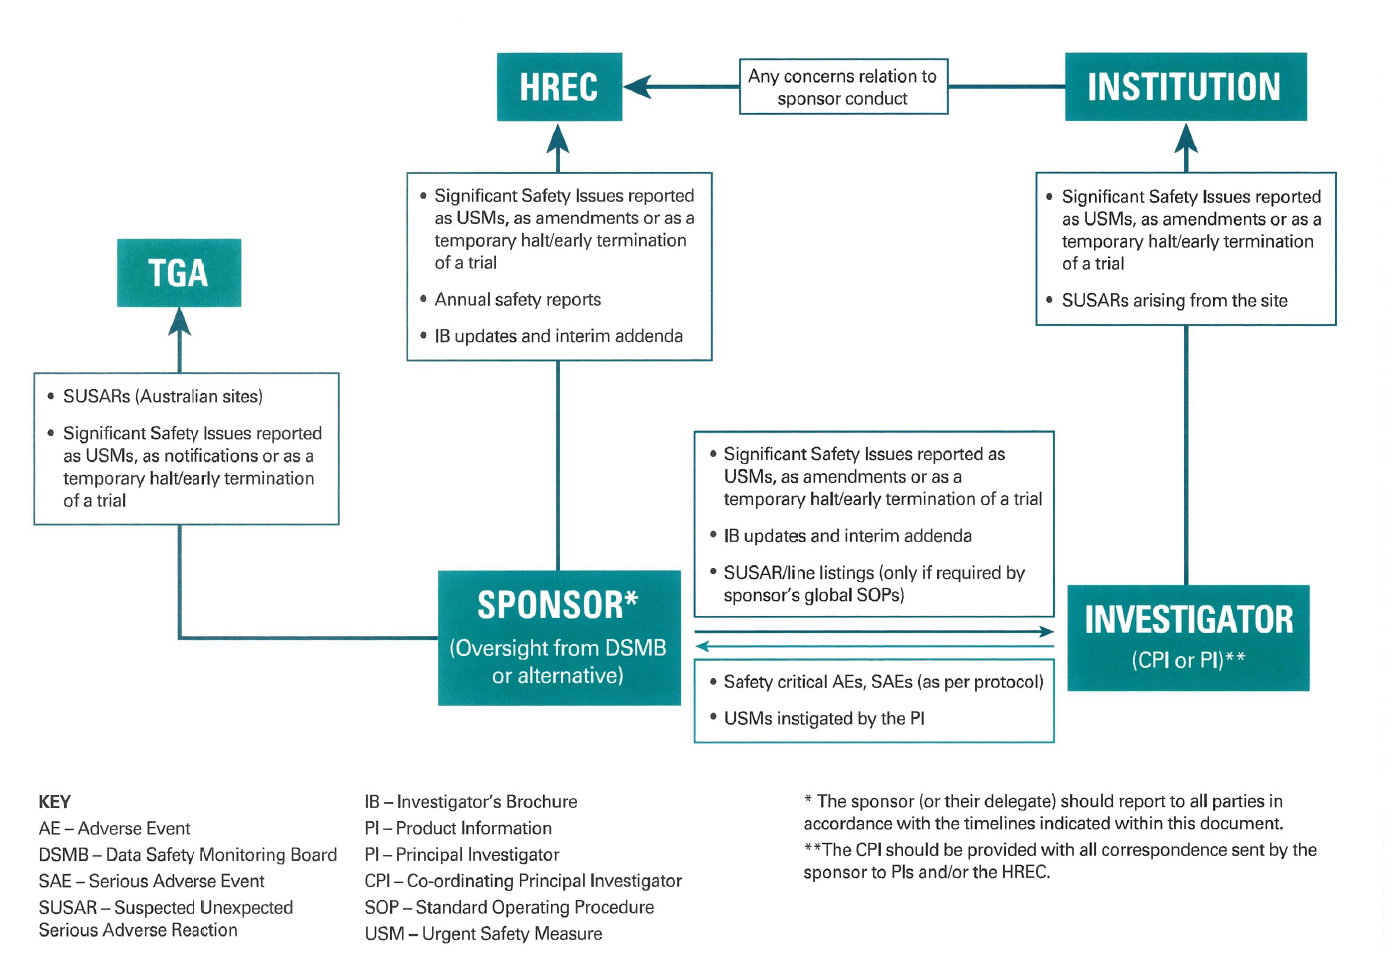 HREC
Any concerns relation to
sponsor conduct
INSTITUTION
• Significant Safety Issues reported
as USMs, as amendments or as a
temporary halt/early termination
of a trial
• Annual safety reports
• IB updates and interim addenda
• Significant Safety Issues reported
as USMs, as amendments or as a
temporary halt/early termination
of a trial
• SUSARs arising from the site
TGA
• SUSARs (Australian sites)
• Significant Safety Issues reported
as USMs, as notifications or as a
temporary halt/early termination
of a trial
• Significant Safety Issues reported as
USMs, as amendments or as a
temporary halt/early termination of a trial
• IB updates and interim addenda
• SUSAR/line listings (only if required by
sponsor's global SOPs)
SPONSOR*
(Oversight from DSMB
or alternative)
INVESTIGATOR
(CPI or PI)**
• Safety critical AEs, SAEs (as per protocol)
• USMs instigated by the PI
KEY
AE – Adverse Event
DSMB – Data Safety Monitoring Board
SAE – Serious Adverse Event
SUSAR – Suspected Unexpected
Serious Adverse Reaction
IB – Investigator's Brochure
PI – Product Information
PI – Principal Investigator
CPI – Co-ordinating Principal Investigator
SOP – Standard Operating Procedure
USM – Urgent Safety Measure
* The sponsor (or their delegate) should report to all parties in
accordance with the timelines indicated within this document.
**The CPI should be provided with all correspondence sent by the
sponsor to PIs and/or the HREC.